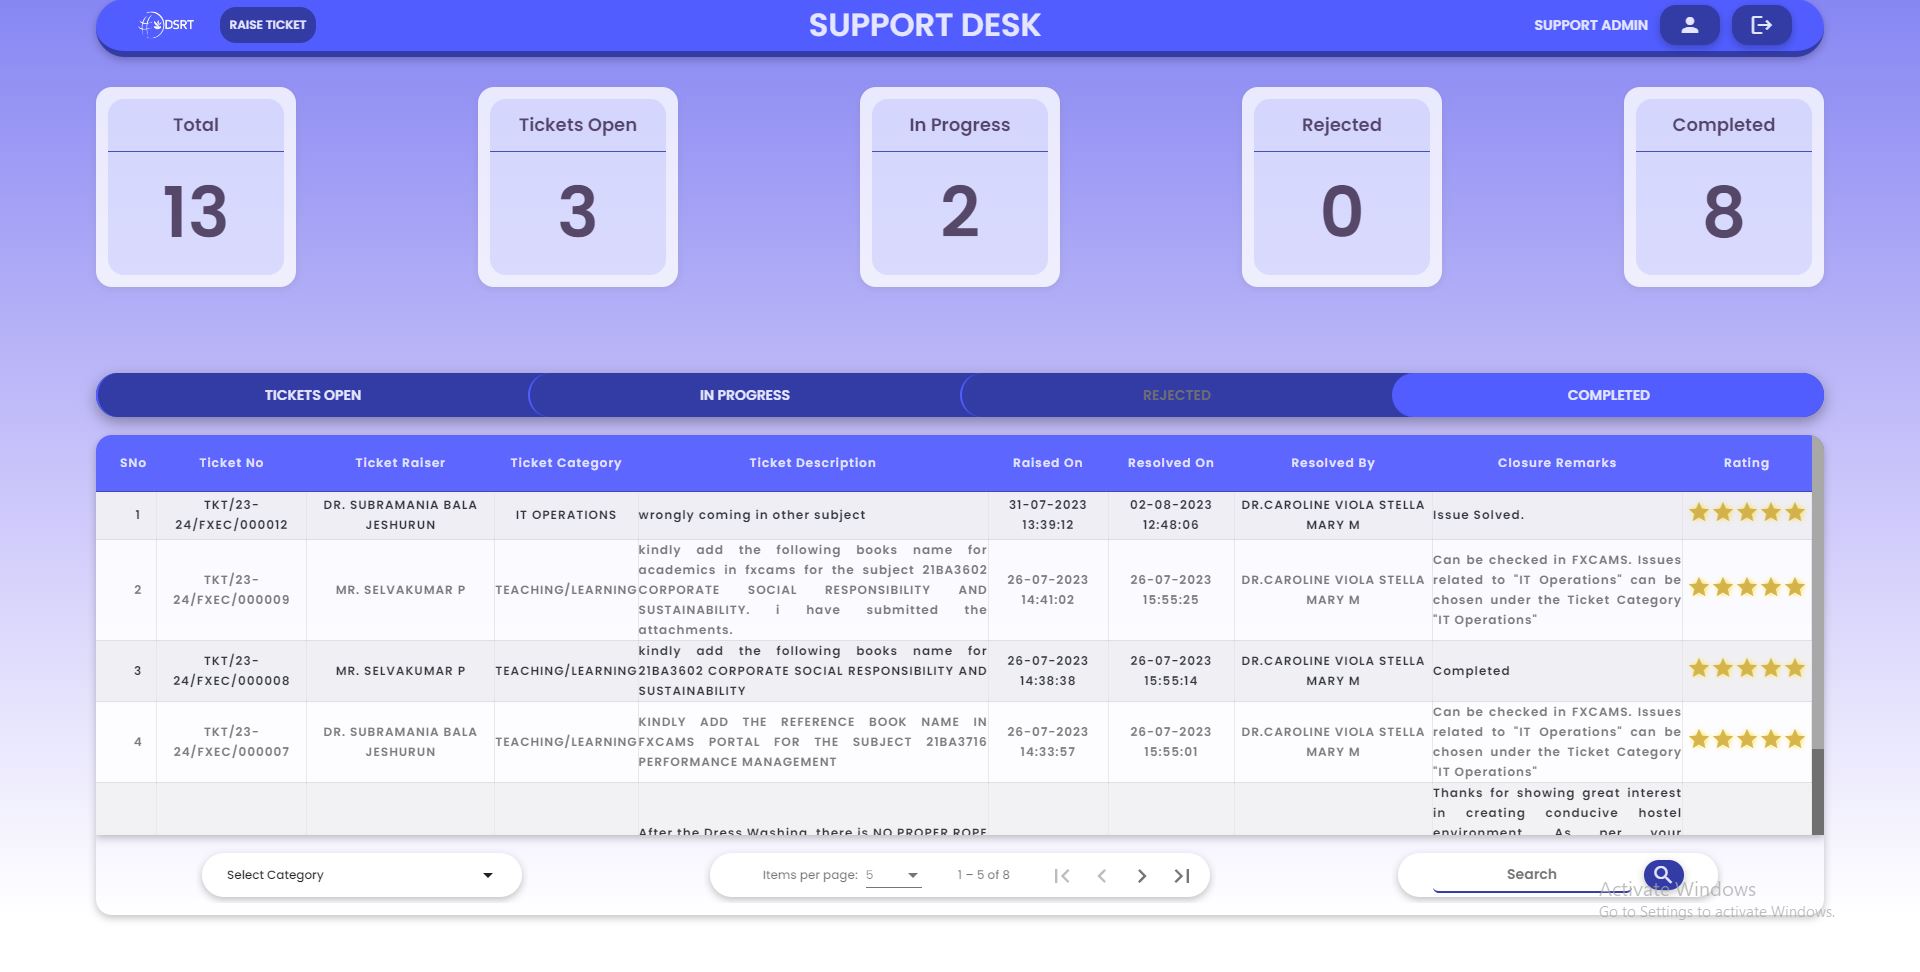 DSRT
RAISE TICKET
SUPPORT DESK
SUPPORT ADMIN
Total
Tickets Open
In Progress
Rejected
Completed
13
3
2
0
8
TICKETS OPEN
IN PROGRESS
REJECTED
COMPLETED
SNo
Ticket No
Ticket Raiser
Ticket Category
Ticket Description
Raised On
Resolved On
Resolved By
Closure Remarks
Rating
1
TKT/23-
24/FXEC/000012
DR. SUBRAMANIA BALA
JESHURUN
IT OPERATIONS
wrongly coming in other subject
31-07-2023
13:39:12
02-08-2023
12:48:06
DR.CAROLINE VIOLA STELLA
MARY M
Issue Solved.
2
TKT/23-
24/FXEC/000009
MR. SELVAKUMAR P
TEACHING/LEARNING
kindly add the following books name for
academics in fxcams for the subject 21BA3602
CORPORATE SOCIAL RESPONSIBILITY AND
SUSTAINABILITY. i have submitted the
attachments.
26-07-2023
14:41:02
26-07-2023
15:55:25
DR.CAROLINE VIOLA STELLA
MARY M
Can be checked in FXCAMS. Issues
related to "IT Operations" can be
chosen under the Ticket Category
"IT Operations"
3
TKT/23-
24/FXEC/000008
MR. SELVAKUMAR P
TEACHING/LEARNING
kindly add the following books name for
21BA3602 CORPORATE SOCIAL RESPONSIBILITY AND
SUSTAINABILITY
26-07-2023
14:38:38
26-07-2023
15:55:14
DR.CAROLINE VIOLA STELLA
MARY M
Completed
4
TKT/23-
24/FXEC/000007
DR. SUBRAMANIA BALA
JESHURUN
TEACHING/LEARNING
KINDLY ADD THE REFERENCE BOOK NAME IN
FXCAMS PORTAL FOR THE SUBJECT 21BA3716
PERFORMANCE MANAGEMENT
26-07-2023
14:33:57
26-07-2023
15:55:01
DR.CAROLINE VIOLA STELLA
MARY M
Can be checked in FXCAMS. Issues
related to "IT Operations" can be
chosen under the Ticket Category
"IT Operations"
After the Dress Washing, there is NO PROPER ROPE
Thanks for showing great interest
in creating conducive hostel
environment. As per your
Select Category
Items per page: 5
1 – 5 of 8
Search
Activate Windows
Go to Settings to activate Windows.